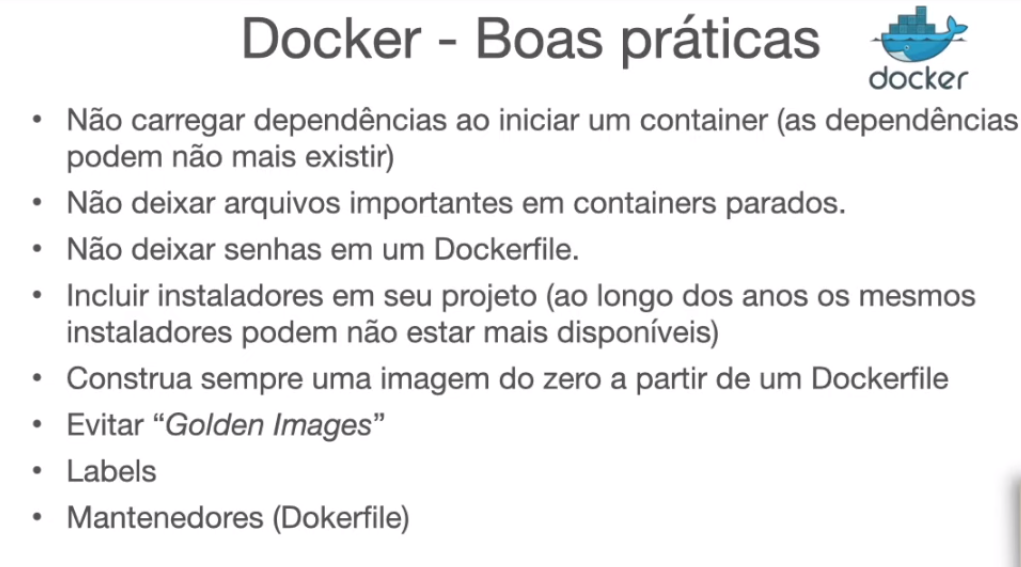 Docker - Boas práticas
docker
• Não carregar dependências ao iniciar um container (as dependências
podem não mais existir)
• Não deixar arquivos importantes em containers parados.
• Não deixar senhas em um Dockerfile.
• Incluir instaladores em seu projeto (ao longo dos anos os mesmos
instaladores podem não estar mais disponíveis)
• Construa sempre uma imagem do zero a partir de um Dockerfile
• Evitar “Golden Images”
• Labels
• Mantenedores (Dokerfile)